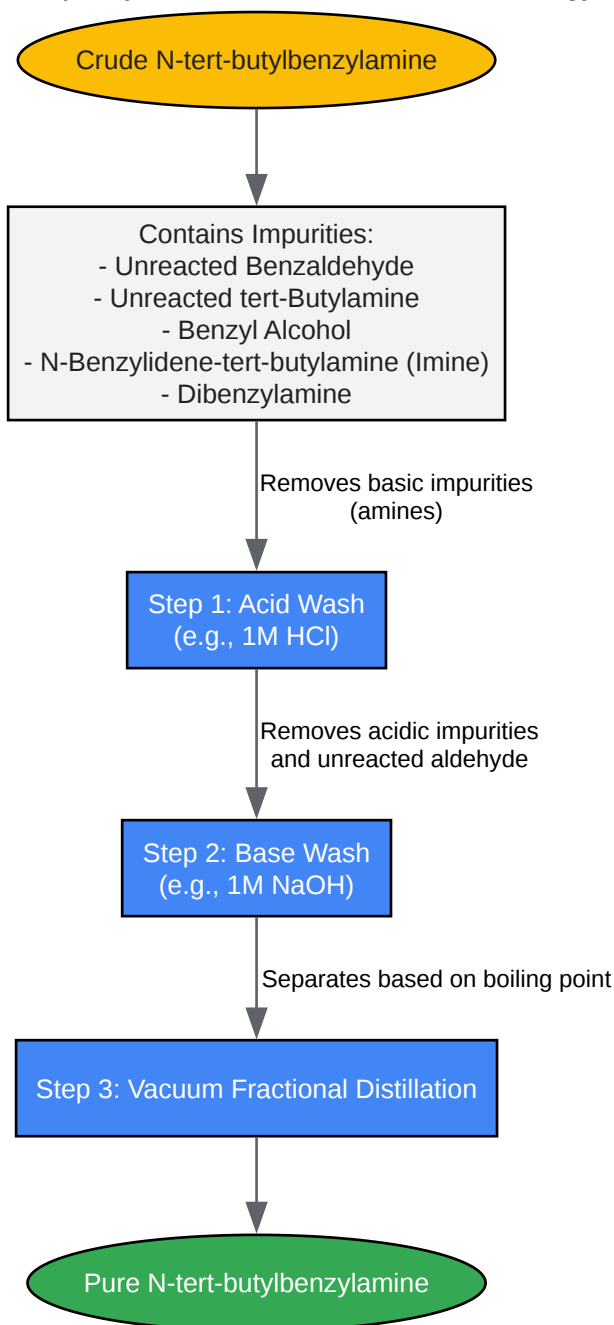 Crude N-tert-butylbenzylamine
Contains Impurities:
- Unreacted Benzaldehyde
- Unreacted tert-Butylamine
- Benzyl Alcohol
- N-Benzylidene-tert-butylamine (Imine)
- Dibenzylamine
Removes basic impurities
(amines)
Step 1: Acid Wash
(e.g., 1M HCl)
Removes acidic impurities
and unreacted aldehyde
Step 2: Base Wash
(e.g., 1M NaOH)
Separates based on boiling point
Step 3: Vacuum Fractional Distillation
Pure N-tert-butylbenzylamine